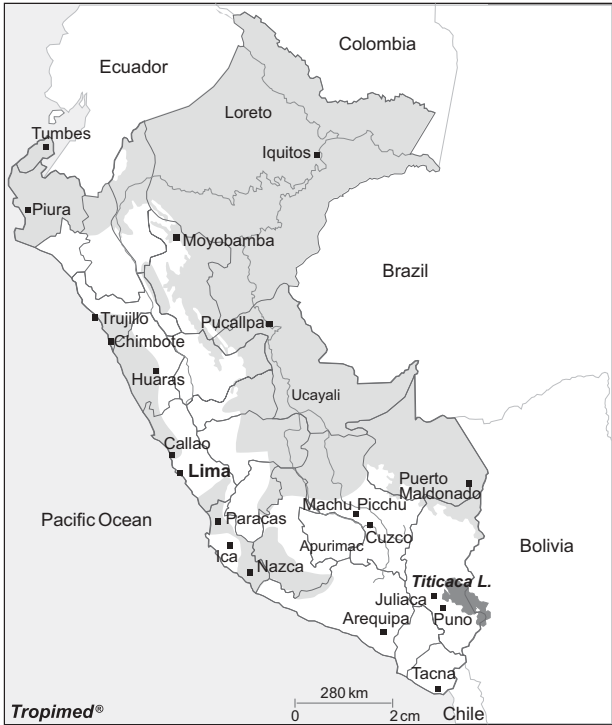 Colombia
Ecuador
Loreto
Tumbes
Iquitos
Piura
Moyobamba
Brazil
Trujillo
Pucallpa
Chimbote
Huaras
Ucayali
Callao
Lima
Puerto
Maldonado
Machu Picchu
Pacific Ocean
Paracas
Cuzco
Apurimac
Bolivia
Ica
Nazca
Titicaca L.
Juliaca
Arequipa
Puno
Tacna
280 km
0
2 cm
Chile
Tropimed®